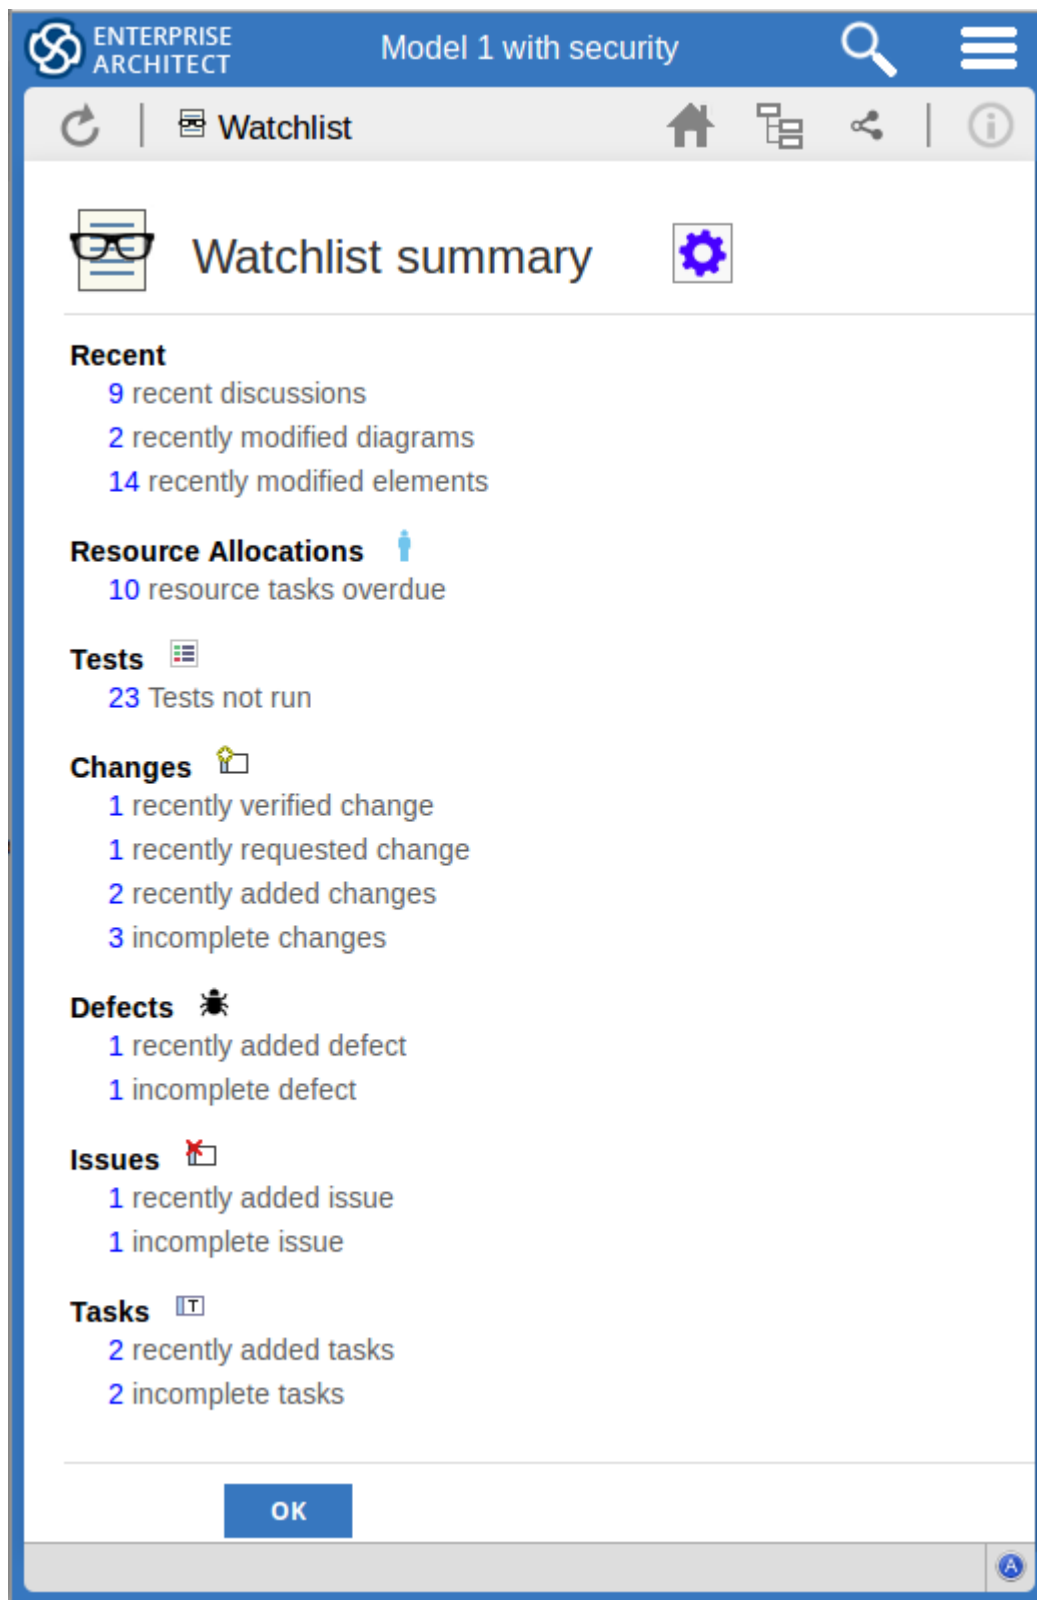 ENTERPRISE
ARCHITECT
Model 1 with security
Watchlist
Watchlist summary
Recent
9 recent discussions
2 recently modified diagrams
14 recently modified elements
Resource Allocations
10 resource tasks overdue
Tests
23 Tests not run
Changes
1 recently verified change
1 recently requested change
2 recently added changes
3 incomplete changes
Defects
1 recently added defect
1 incomplete defect
Issues
1 recently added issue
1 incomplete issue
Tasks
T
2 recently added tasks
2 incomplete tasks
OK
A